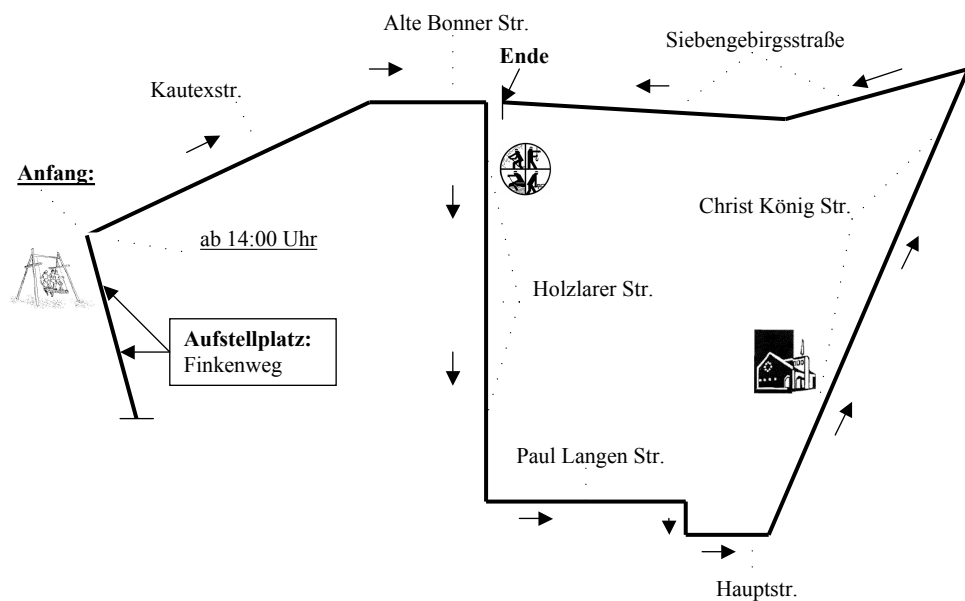 Alte Bonner Str.
Siebengebirgsstraße
Ende
Kautexstr.
Anfang:
Christ König Str.
ab 14:00 Uhr
Holzlarer Str.
Aufstellplatz:
Finkenweg
Paul Langen Str.
Hauptstr.